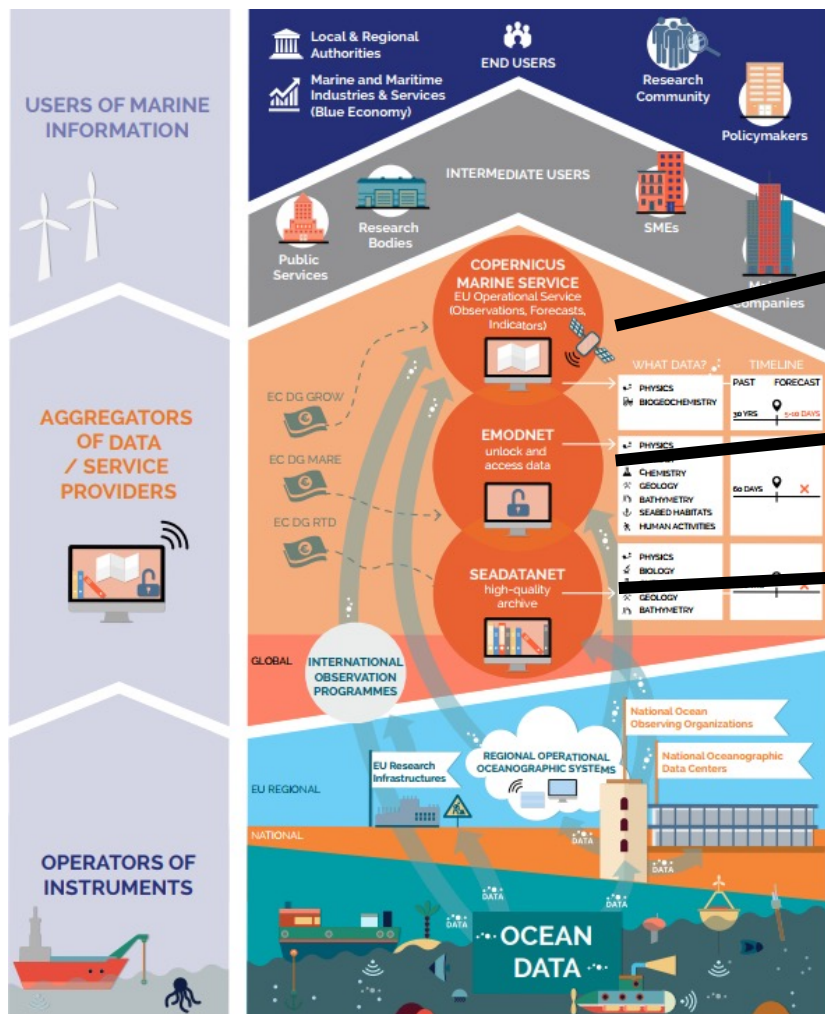 USERS OF MARINE
INFORMATION
AGGREGATORS
OF DATA
/ SERVICE
PROVIDERS
OPERATORS OF
INSTRUMENTS
Local & Regional
Authorities
Marine and Maritime
Industries & Services
(Blue Economy)
END USERS
Research
Community
Policymakers
INTERMEDIATE USERS
Public
Services
Research
Bodies
SMEs
Companies
COPERNICUS
MARINE SERVICE
EU Operational Service
(Observations, Forecasts,
Indicators)
EC DG GROW
EC DG MARE
EC DG RTD
EMODNET
unlock and
access data
SEADATANET
high-quality
archive
WHAT DATA?
TIMELINE
PHYSICS
BIOGEOCHEMISTRY
PAST FORECAST
30 YRS 5-10 DAYS
PHYSICS
CHEMISTRY
GEOLOGY
BATHYMETRY
SEABED HABITATS
HUMAN ACTIVITIES
60 DAYS
PHYSICS
BIOLOGY
GEOLOGY
BATHYMETRY
GLOBAL
INTERNATIONAL
OBSERVATION
PROGRAMMES
EU REGIONAL
EU Research
Infrastructures
REGIONAL OPERATIONAL
OCEANOGRAPHIC SYSTEMS
National Ocean
Observing Organizations
National Oceanographic
Data Centers
NATIONAL
DATA
DATA
DATA
DATA
DATA
OCEAN
DATA